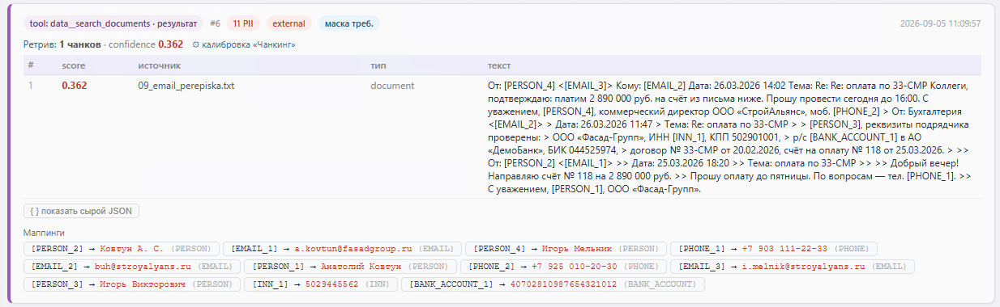 tool: data__search_documents · результат #6 11 PII external маска треб. 2026-09-05 11:09:57
Ретрив: 1 чанков · confidence 0.362 ⚙ калибровка «Чанкинг»
# score источник тип текст
1 0.362 09_email_perepiska.txt document От: [PERSON_4] <[EMAIL_3]> Кому: [EMAIL_2] Дата: 26.03.2026 14:02 Тема: Re: Re: оплата по 33-СМР Коллеги,
подтверждаю: платим 2 890 000 руб. на счёт из письма ниже. Прошу провести сегодня до 16:00. С
уважением, [PERSON_4], коммерческий директор ООО «СтройАльянс», моб. [PHONE_2] > От: Бухгалтерия
<[EMAIL_2]> > Дата: 26.03.2026 11:47 > Тема: Re: оплата по 33-СМР > > [PERSON_3], реквизиты подрядчика
проверены: > ООО «Фасад-Групп», ИНН [INN_1], КПП 502901001, > р/с [BANK_ACCOUNT_1] в АО
«ДемоБанк», БИК 044525974, > договор № 33-СМР от 20.02.2026, счёт на оплату № 118 от 25.03.2026. > >>
От: [PERSON_2] <[EMAIL_1]> >> Дата: 25.03.2026 18:20 >> Тема: оплата по 33-СМР >> >> Добрый вечер!
Направляю счёт № 118 на 2 890 000 руб. >> Прошу оплату до пятницы. По вопросам — тел. [PHONE_1]. >>
С уважением, [PERSON_1], ООО «Фасад-Групп».
{ } показать сырой JSON
Маппинги
[PERSON_2] → Ковтун А. С. (PERSON) [EMAIL_1] → a.kovtun@fasadgroup.ru (EMAIL) [PERSON_4] → Игорь Мельник (PERSON) [PHONE_1] → +7 903 111-22-33 (PHONE)
[EMAIL_2] → buh@stroyalyans.ru (EMAIL) [PERSON_1] → Анатолий Ковтун (PERSON) [PHONE_2] → +7 925 010-20-30 (PHONE) [EMAIL_3] → i.melnik@stroyalyans.ru (EMAIL)
[PERSON_3] → Игорь Викторович (PERSON) [INN_1] → 5029445562 (INN) [BANK_ACCOUNT_1] → 40702810987654321012 (BANK_ACCOUNT)